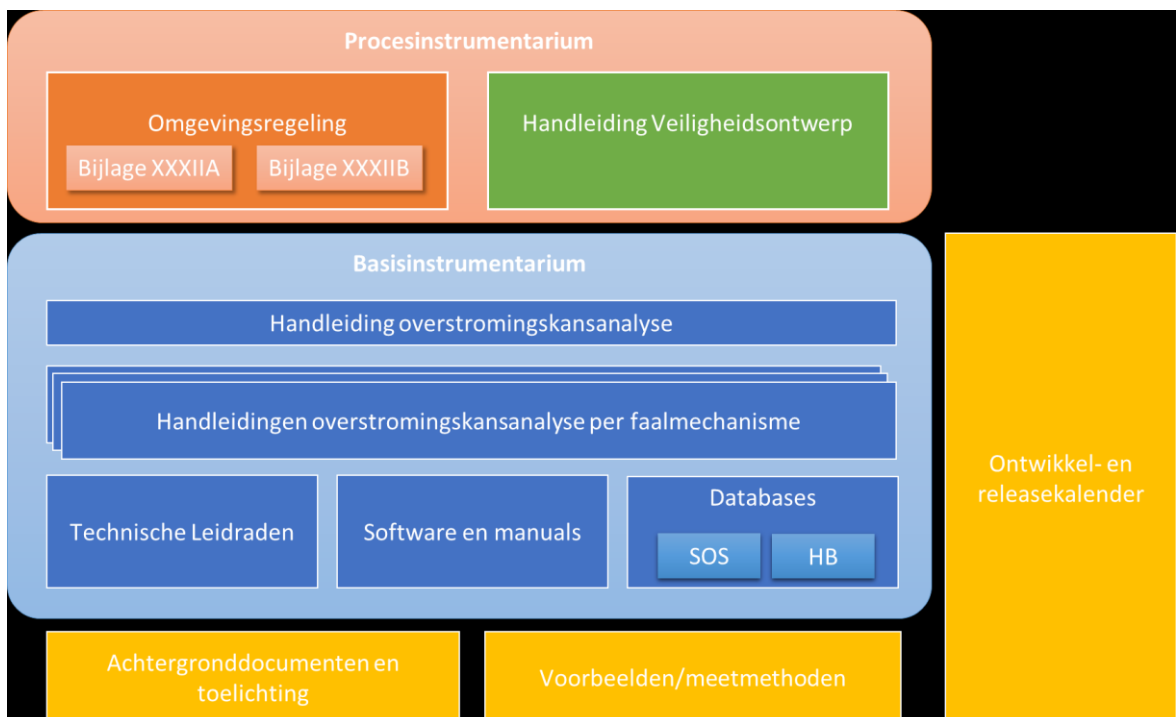 Procesinstrumentarium
Omgevingsregeling
Bijlage XXXIIA
Bijlage XXXIIB
Handleiding Veiligheidsontwerp
Basisinstrumentarium
Handleiding overstromingskansanalyse
Handleidingen overstromingskansanalyse per faalmechanisme
Technische Leidraden
Software en manuals
Databases
SOS
HB
Ontwikkel- en
releasekalender
Achtergronddocumenten en
toelichting
Voorbeelden/meetmethoden